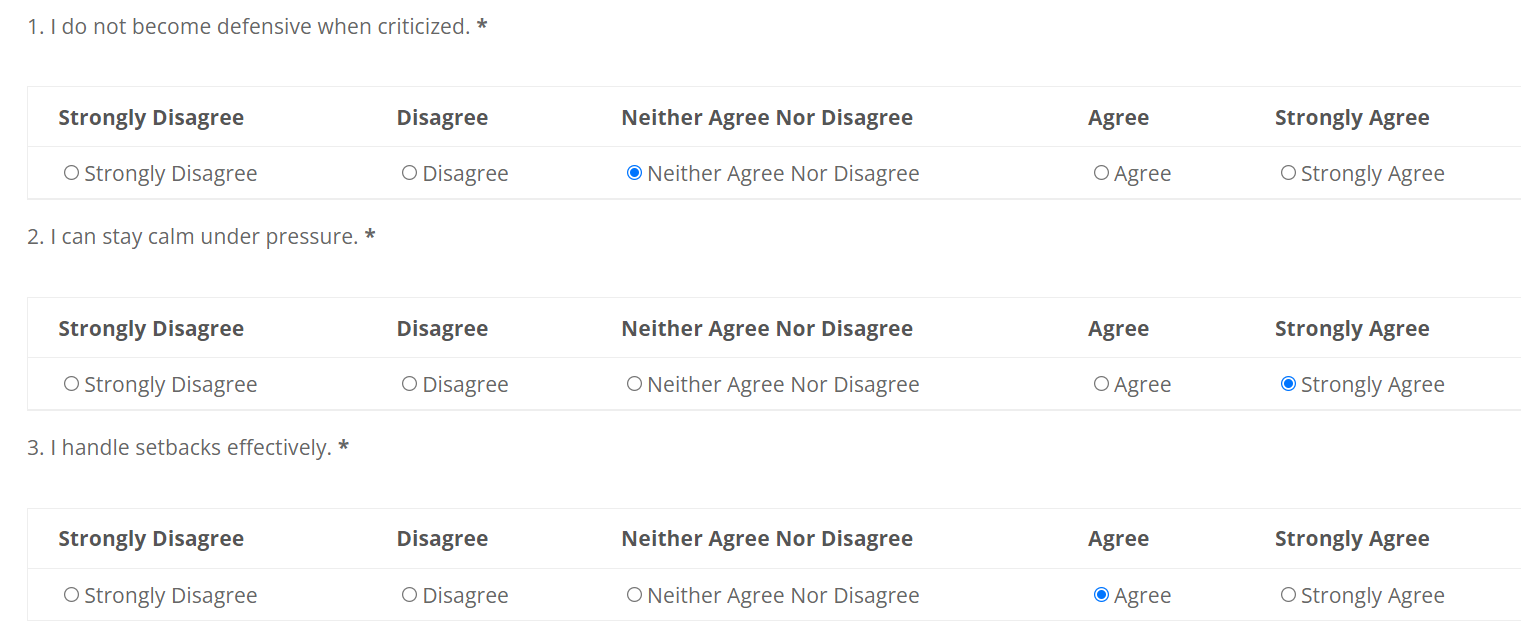 1. I do not become defensive when criticized. *
Strongly Disagree Disagree Neither Agree Nor Disagree Agree Strongly Agree
Strongly Disagree Disagree Neither Agree Nor Disagree Agree Strongly Agree
2. I can stay calm under pressure. *
Strongly Disagree Disagree Neither Agree Nor Disagree Agree Strongly Agree
Strongly Disagree Disagree Neither Agree Nor Disagree Agree Strongly Agree
3. I handle setbacks effectively. *
Strongly Disagree Disagree Neither Agree Nor Disagree Agree Strongly Agree
Strongly Disagree Disagree Neither Agree Nor Disagree Agree Strongly Agree